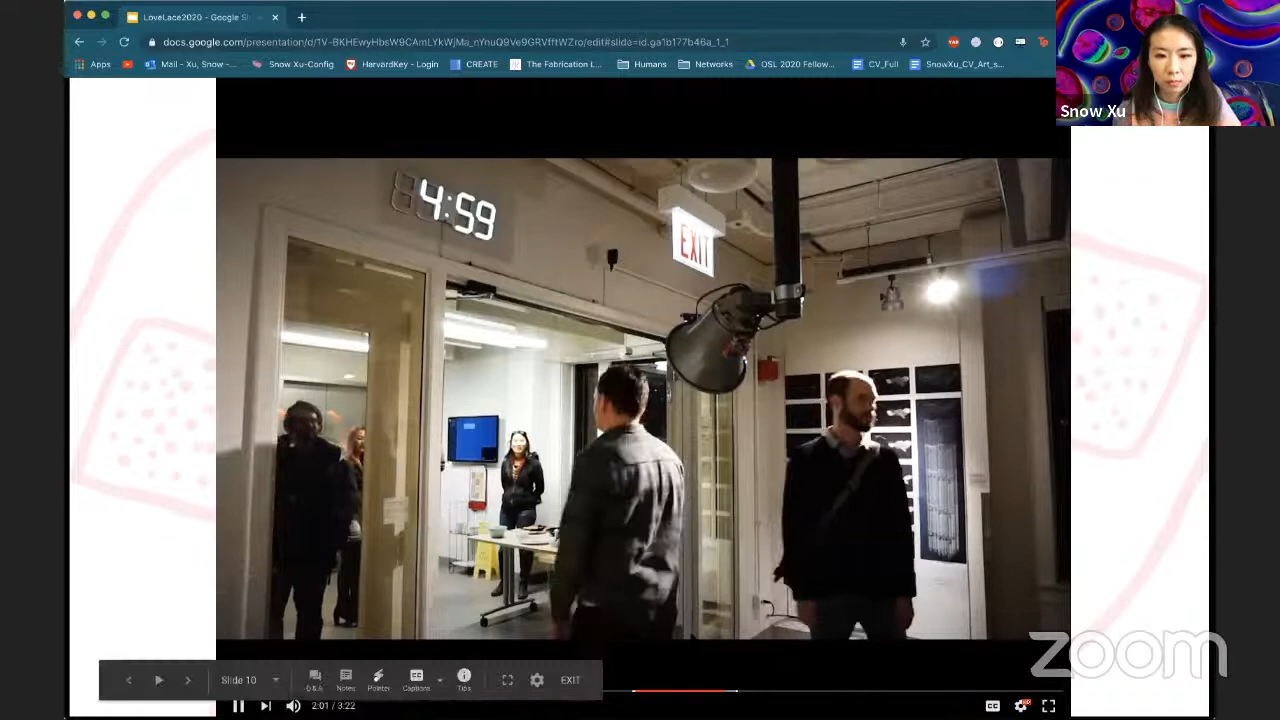 LoveLace2020 - Google Sl
docs.google.com/presentation/d/1V-BKHEwyHbsW9CAmLYkWjMa_nYnuQ9Ve9GRVfftWZro/edit#slide=id.ga1b177b46a_1_1
Apps
Mail - Xu, Snow -...
Snow Xu-Config
HarvardKey - Login
CREATE
The Fabrication L...
Humans
Networks
OSL 2020 Fellow...
CV_Full
SnowXu_CV_Art_s...
Snow Xu
4:59
EXIT
zoom
Slide 10
Q & A
Notes
Pointer
Captions
Tips
EXIT
2:01 / 3:22
CC
HD